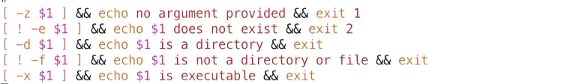 [ -z $1 ] && echo no argument provided && exit 1
[ ! -e $1 ] && echo $1 does not exist && exit 2
[ -d $1 ] && echo $1 is a directory && exit
[ ! -f $1 ] && echo $1 is not a directory or file && exit
[ -x $1 ] && echo $1 is executable && exit